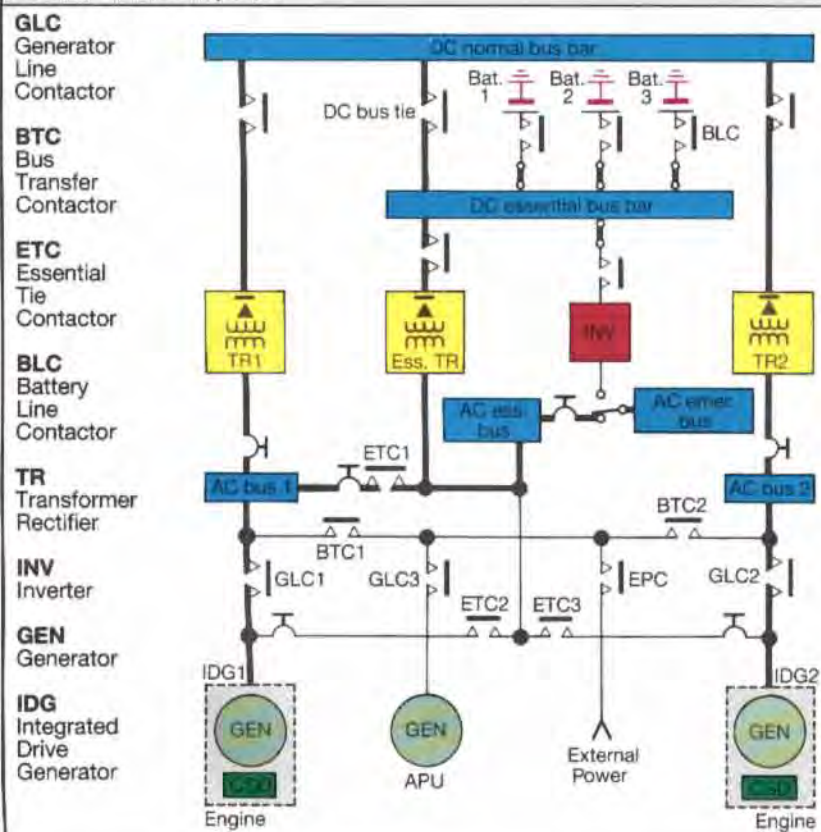 GLC
Generator
Line
Contactor
BTC
Bus
Transfer
Contactor
ETC
Essential
Tie
Contactor
BLC
Battery
Line
Contactor
TR
Transformer
Rectifier
INV
Inverter
GEN
Generator
IDG
Integrated
Drive
Generator
DC normal bus bar
DC bus tie
Bat.
1
Bat.
2
Bat.
3
BLC
DC essential bus bar
TR1
Ess. TR
INV
TR2
AC ess.
bus
AC emer.
bus
ETC1
AC bus 1
AC bus 2
BTC1
BTC2
GLC1
GLC3
EPC
GLC2
ETC2
ETC3
IDG1
IDG2
GEN
GEN
GEN
CSD
CSD
APU
External
Power
Engine
Engine